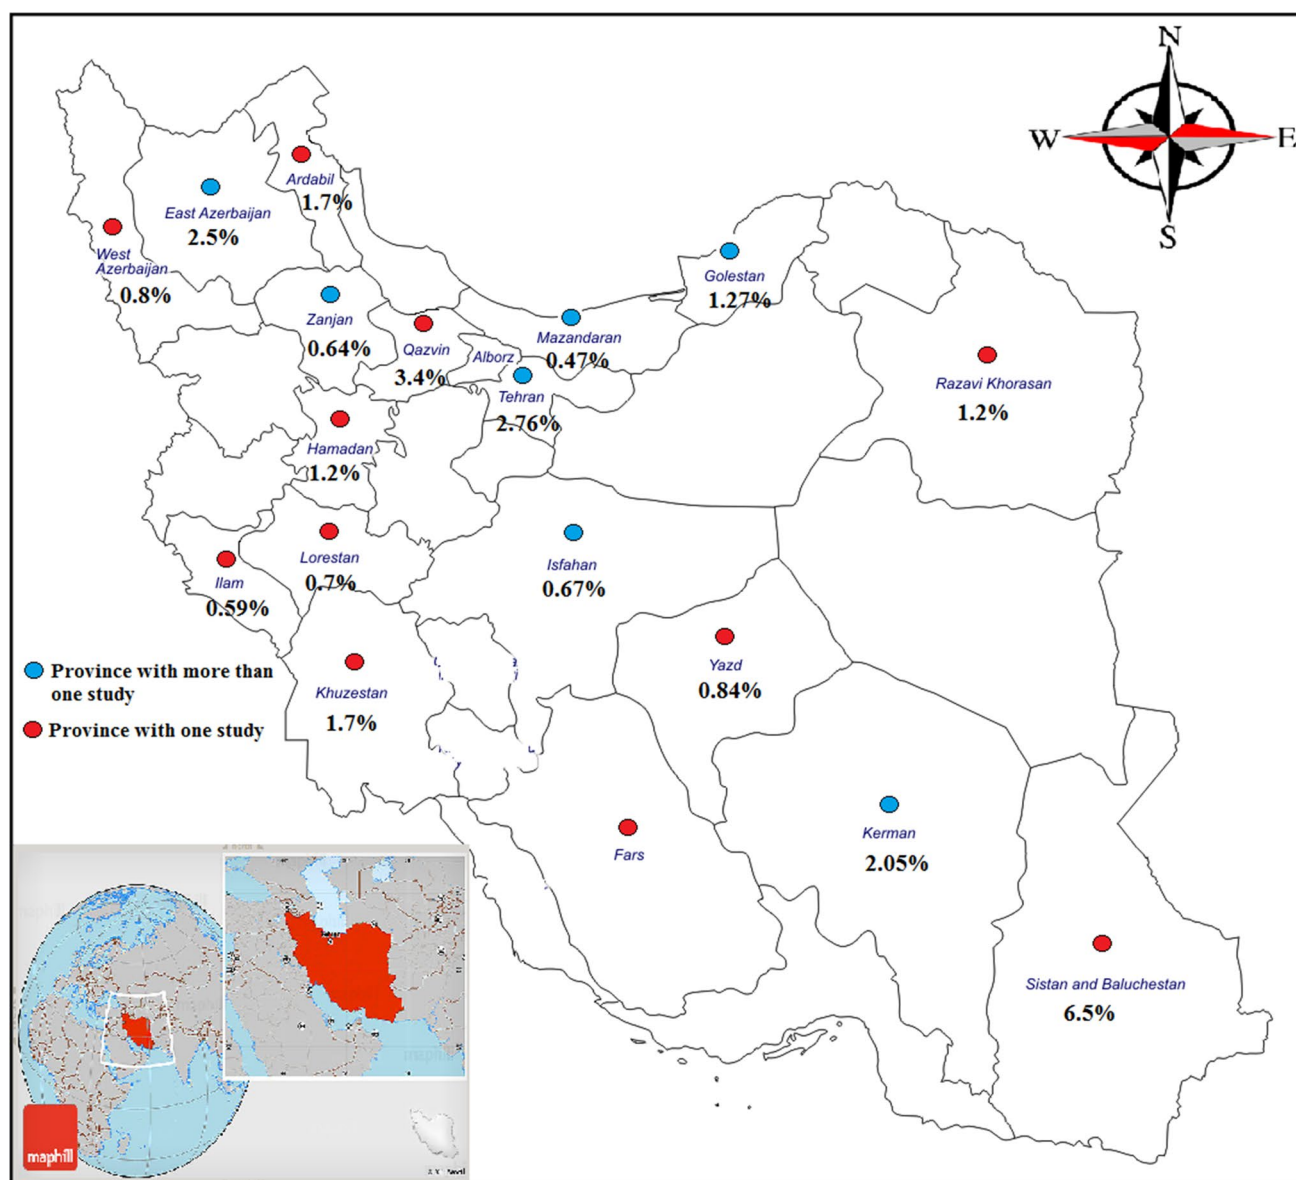 N
W
E
S
Ardabil
1.7%
East Azerbaijan
2.5%
West
Azerbaijan
0.8%
Golestan
1.27%
Zanjan
0.64%
Qazvin
3.4%
Alborz
Mazandaran
0.47%
Tehran
2.76%
Razavi Khorasan
1.2%
Hamadan
1.2%
Lorestan
0.7%
Ilam
0.59%
Isfahan
0.67%
Yazd
0.84%
Khuzestan
1.7%
Province with more than
one study
Province with one study
Fars
Kerman
2.05%
Sistan and Baluchestan
6.5%
maphill